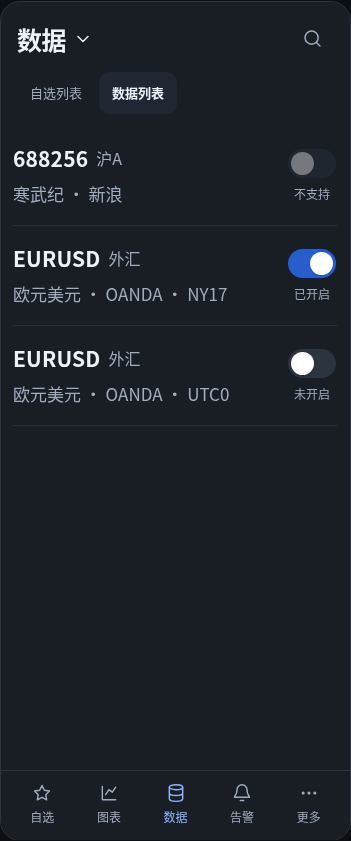 数据
自选列表 数据列表
688256 沪A
寒武纪 · 新浪
不支持
EURUSD 外汇
欧元美元 · OANDA · NY17
已开启
EURUSD 外汇
欧元美元 · OANDA · UTC0
未开启
自选 图表 数据 告警 更多